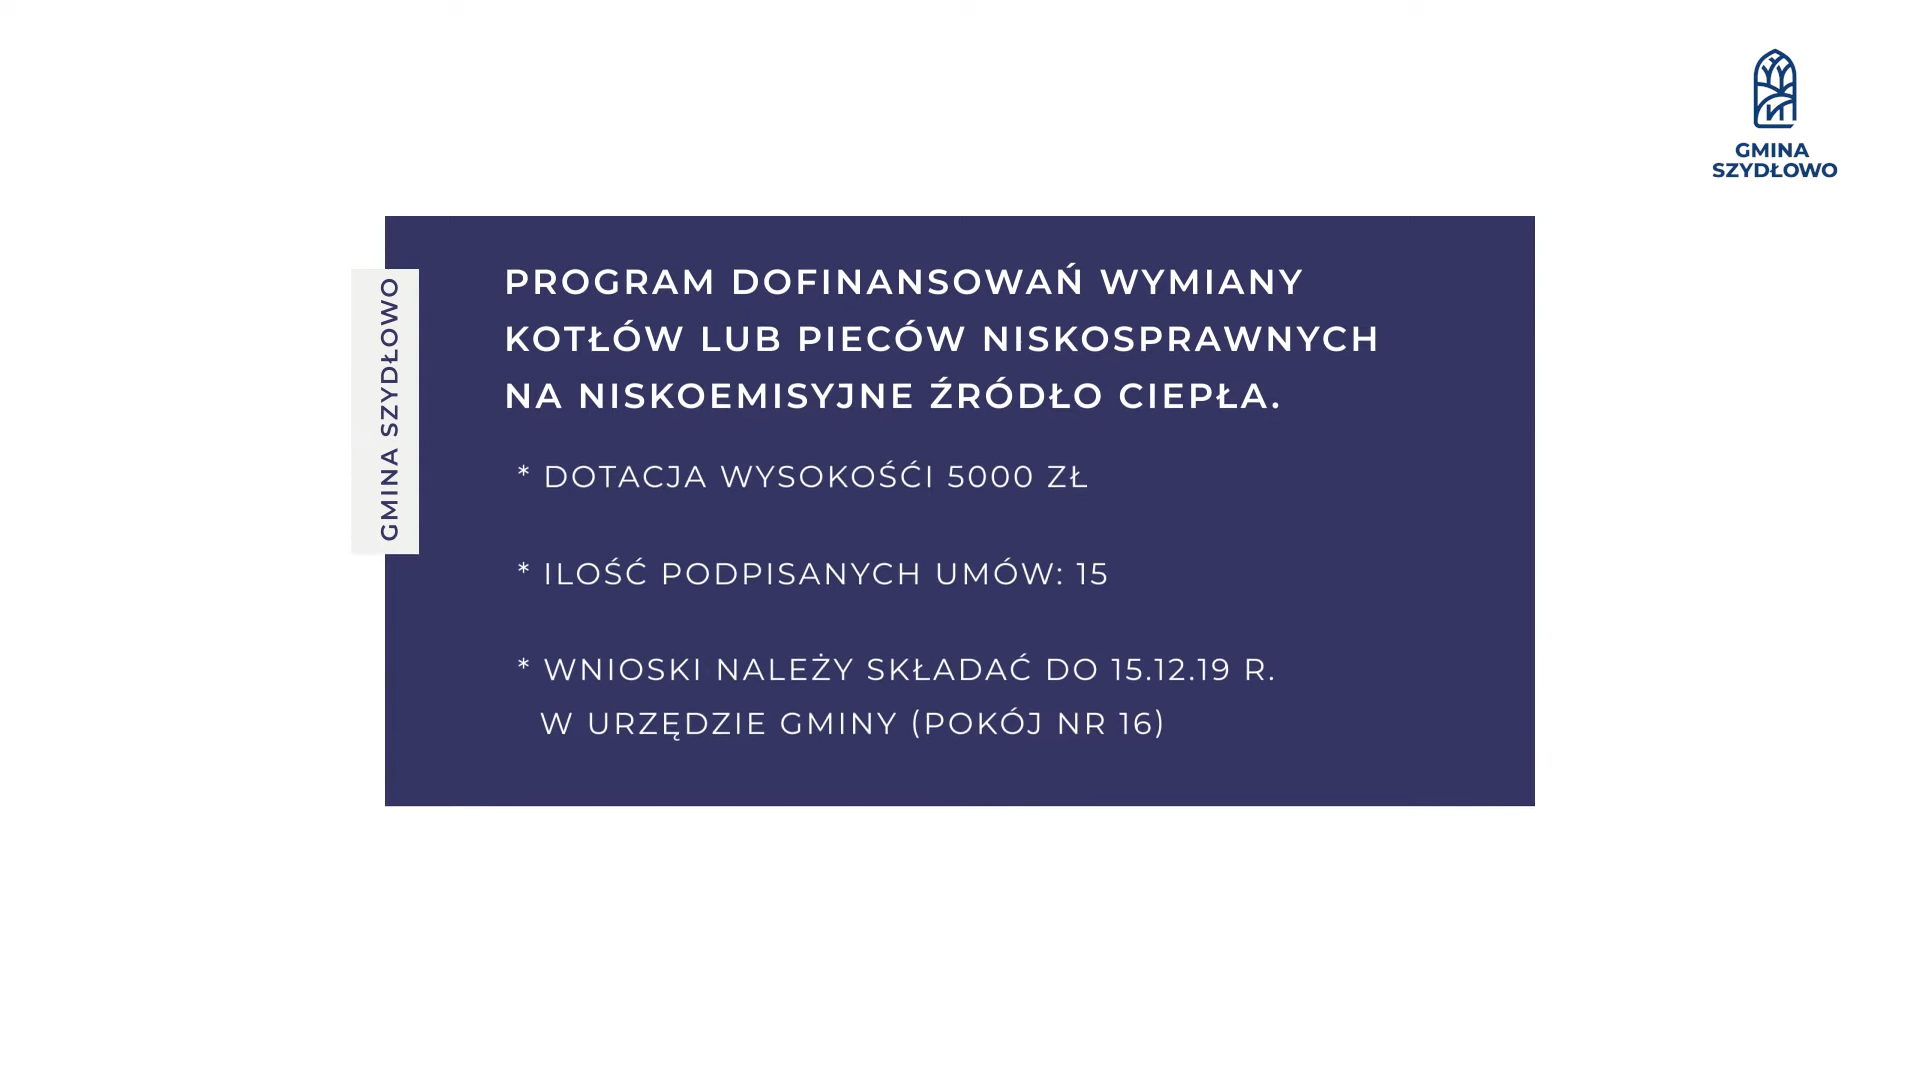 GMINA
SZYDŁOWO
GMINA SZYDŁOWO
PROGRAM DOFINANSOWAŃ WYMIANY
KOTŁÓW LUB PIECÓW NISKOSPRAWNYCH
NA NISKOEMISYJNE ŹRÓDŁO CIEPŁA.
* DOTACJA WYSOKOŚĆI 5000 ZŁ
* ILOŚĆ PODPISANYCH UMÓW: 15
* WNIOSKI NALEŻY SKŁADAĆ DO 15.12.19 R.
W URZĘDZIE GMINY (POKÓJ NR 16)